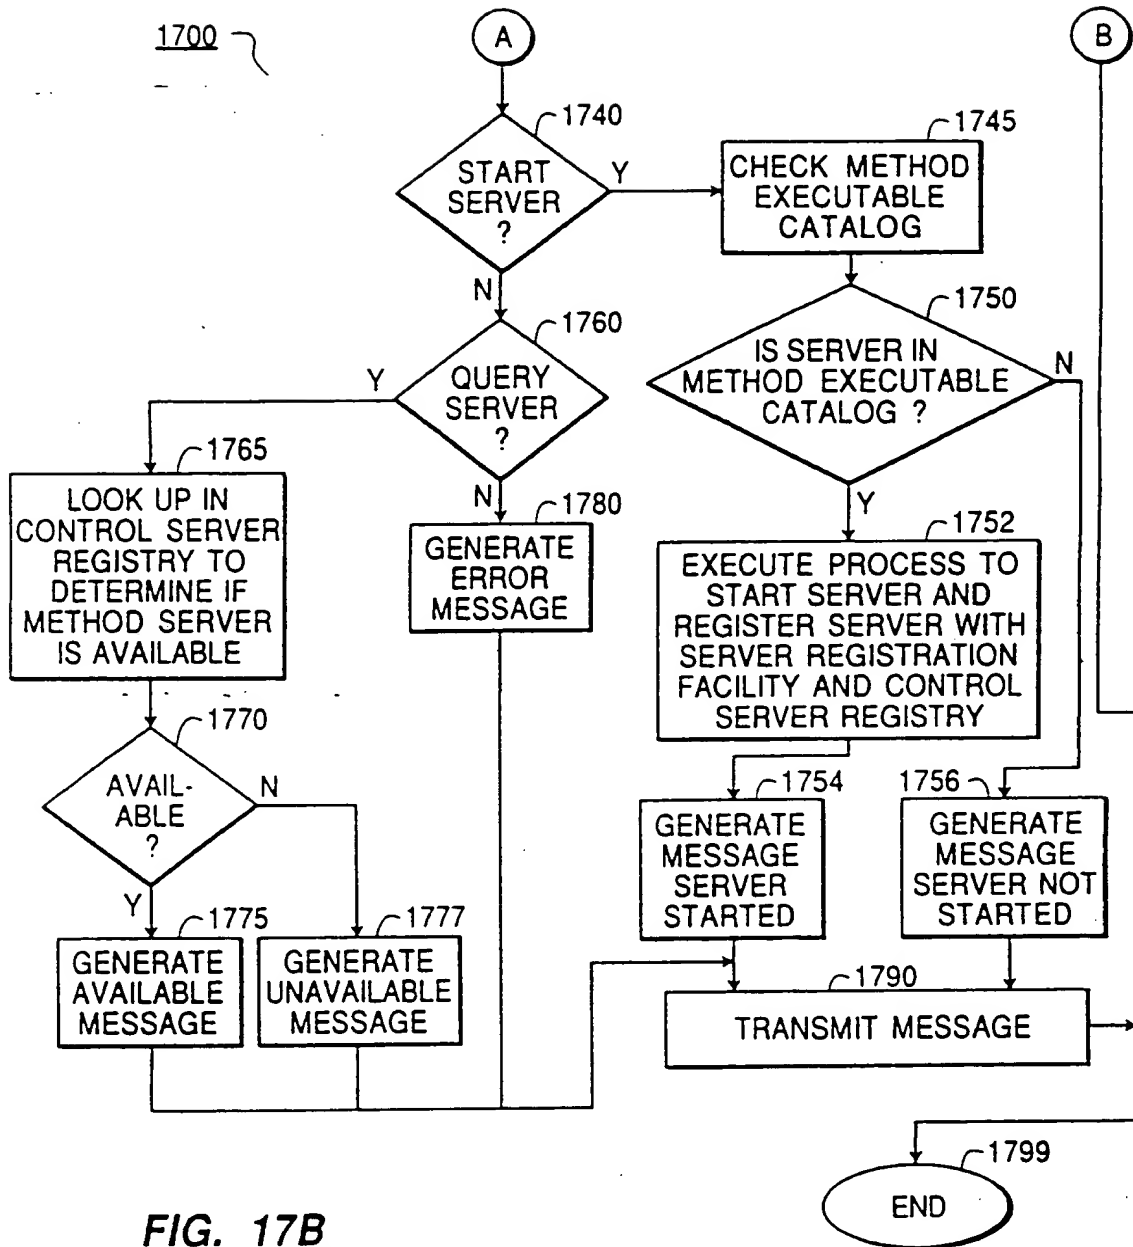 1700
A
B
1740
START
SERVER
?
Y
N
1745
CHECK METHOD
EXECUTABLE
CATALOG
1750
IS SERVER IN
METHOD EXECUTABLE
CATALOG ?
N
Y
1760
QUERY
SERVER
?
Y
N
1765
LOOK UP IN
CONTROL SERVER
REGISTRY TO
DETERMINE IF
METHOD SERVER
IS AVAILABLE
1780
GENERATE
ERROR
MESSAGE
1752
EXECUTE PROCESS TO
START SERVER AND
REGISTER SERVER WITH
SERVER REGISTRATION
FACILITY AND CONTROL
SERVER REGISTRY
1770
AVAIL-
ABLE
?
N
Y
1754
GENERATE
MESSAGE
SERVER
STARTED
1756
GENERATE
MESSAGE
SERVER NOT
STARTED
1775
GENERATE
AVAILABLE
MESSAGE
1777
GENERATE
UNAVAILABLE
MESSAGE
1790
TRANSMIT MESSAGE
1799
END
FIG. 17B